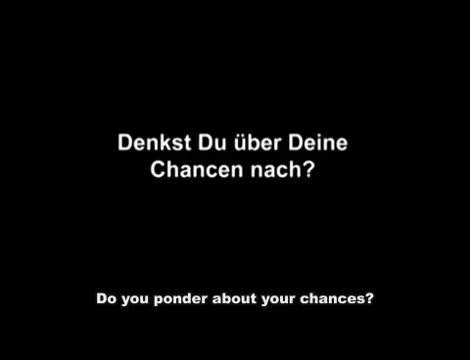 Denkst Du über Deine
Chancen nach?
Do you ponder about your chances?